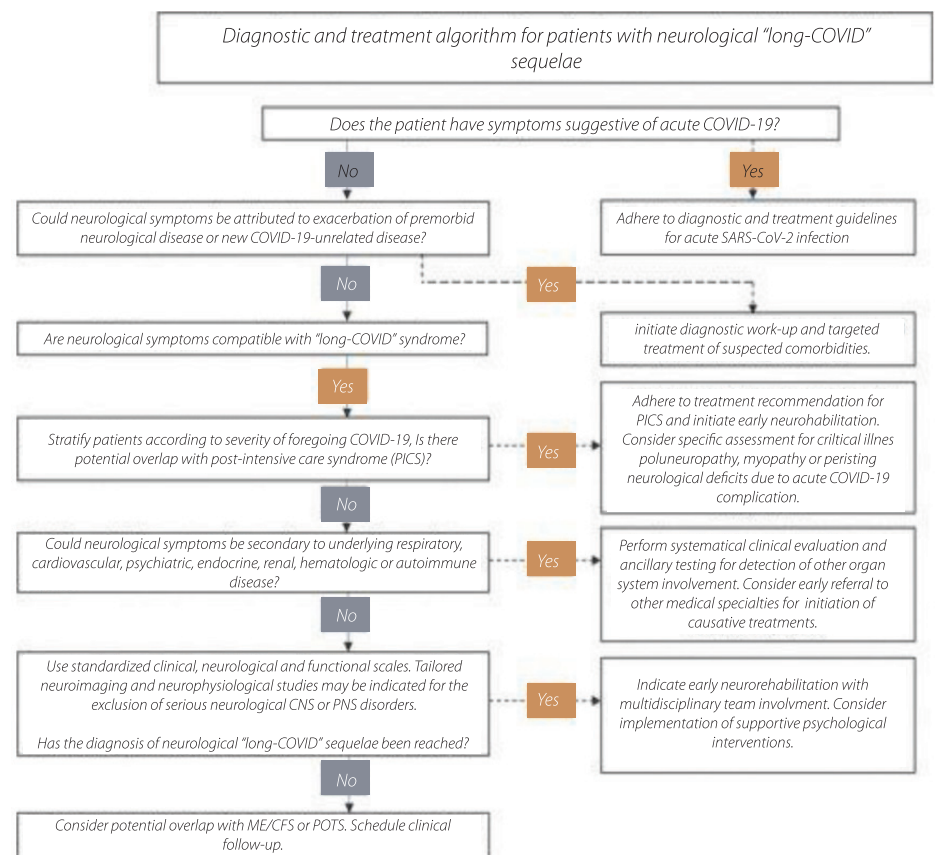 Diagnostic and treatment algorithm for patients with neurological “long-COVID”
sequelae
Does the patient have symptoms suggestive of acute COVID-19?
No
Yes
Could neurological symptoms be attributed to exacerbation of premorbid
neurological disease or new COVID-19-unrelated disease?
Adhere to diagnostic and treatment guidelines
for acute SARS-CoV-2 infection
No
Yes
Are neurological symptoms compatible with “long-COVID” syndrome?
initiate diagnostic work-up and targeted
treatment of suspected comorbidities.
Yes
Stratify patients according to severity of foregoing COVID-19, Is there
potential overlap with post-intensive care syndrome (PICS)?
Yes
Adhere to treatment recommendation for
PICS and initiate early neurohabilitation.
Consider specific assessment for criltical illnes
poluneuropathy, myopathy or peristing
neurological deficits due to acute COVID-19
complication.
No
Could neurological symptoms be secondary to underlying respiratory,
cardiovascular, psychiatric, endocrine, renal, hematologic or autoimmune
disease?
Yes
Perform systematical clinical evaluation and
ancillary testing for detection of other organ
system involvement. Consider early referral to
other medical specialties for initiation of
causative treatments.
No
Use standardized clinical, neurological and functional scales. Tailored
neuroimaging and neurophysiological studies may be indicated for the
exclusion of serious neurological CNS or PNS disorders.
Has the diagnosis of neurological “long-COVID” sequelae been reached?
Yes
Indicate early neurorehabilitation with
multidisciplinary team involvment. Consider
implementation of supportive psychological
interventions.
No
Consider potential overlap with ME/CFS or POTS. Schedule clinical
follow-up.